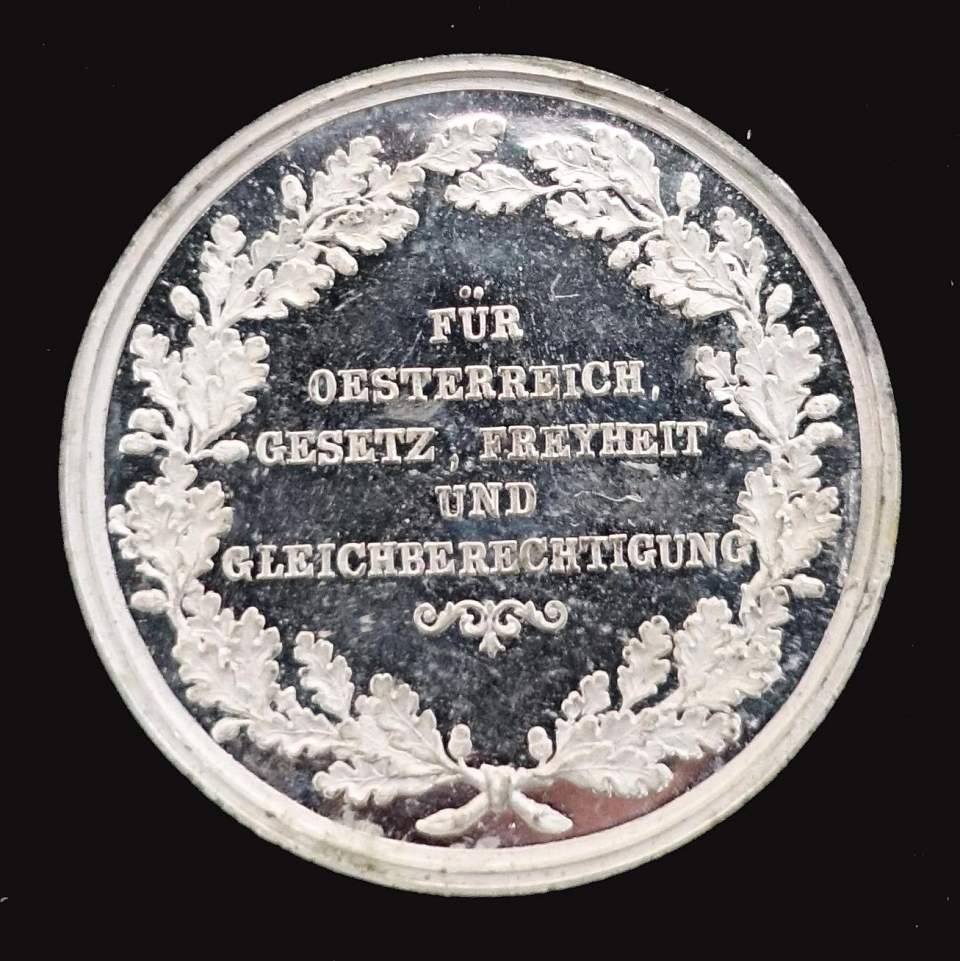 FÜR
OESTERREICH,
GESETZ, FREYHEIT
UND
GLEICHBERECHTIGUNG